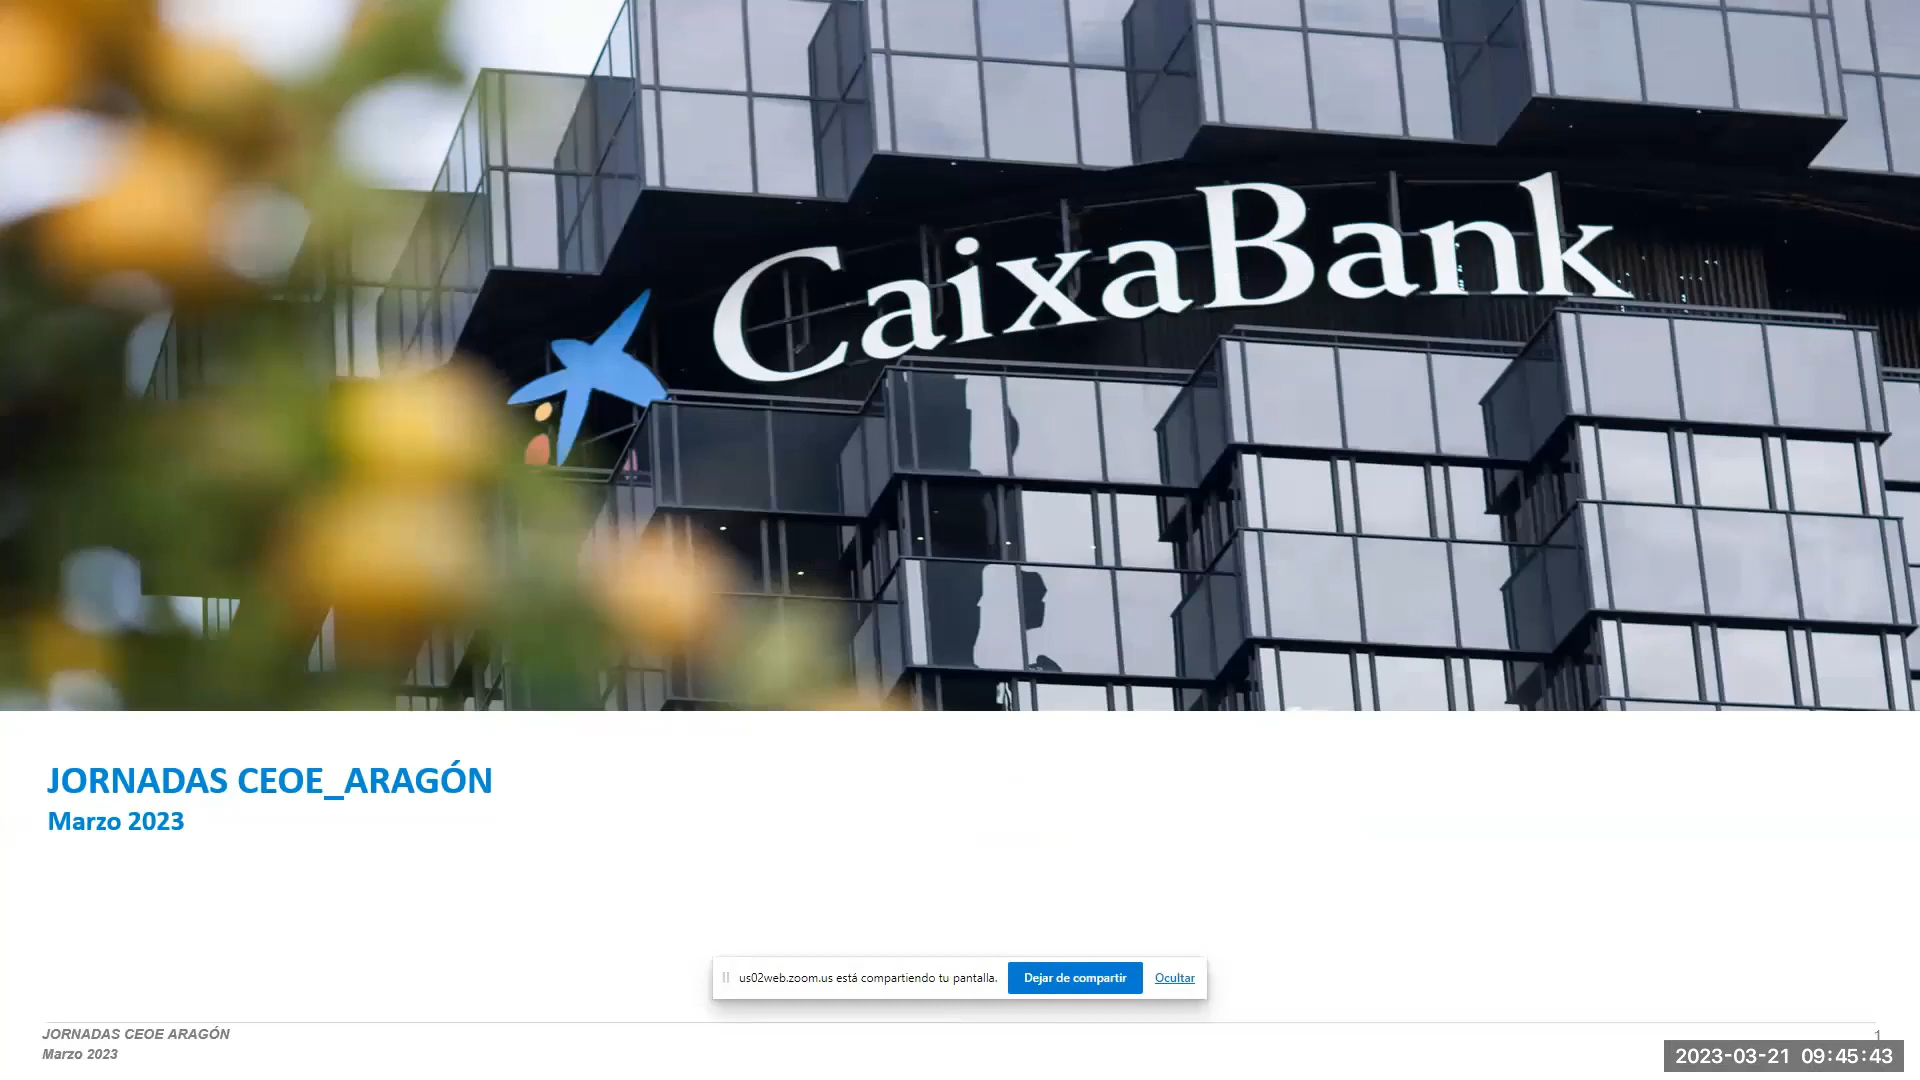 CaixaBank
JORNADAS CEOE_ARAGÓN
Marzo 2023
us02web.zoom.us está compartiendo tu pantalla.
Dejar de compartir
Ocultar
JORNADAS CEOE ARAGÓN
Marzo 2023
1
2023-03-21 09:45:43